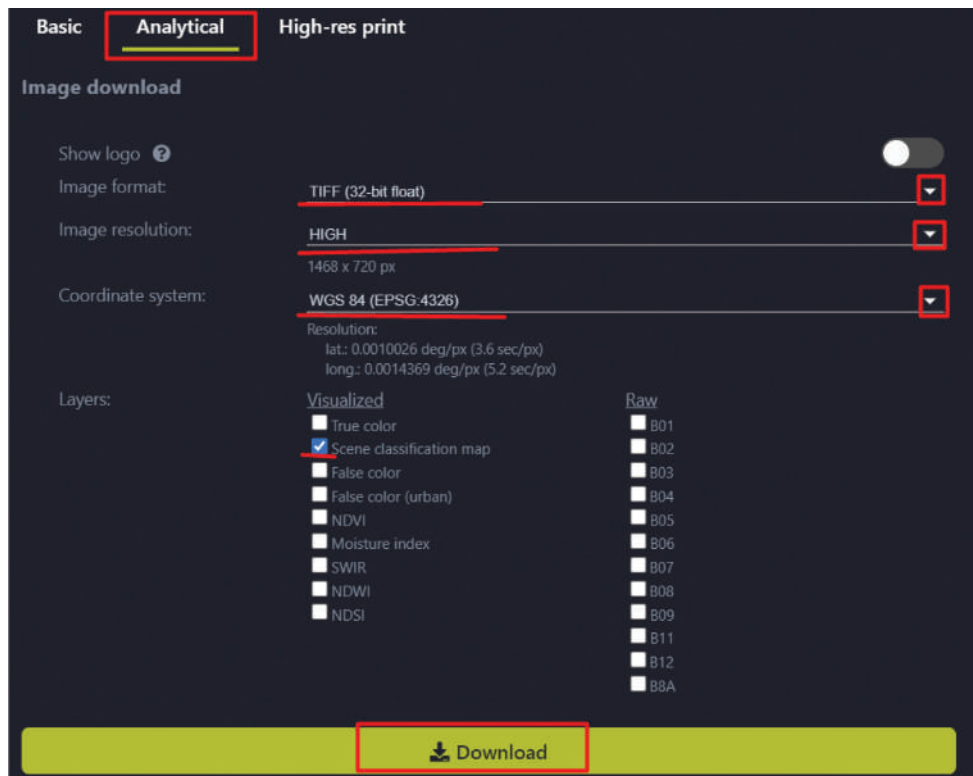 Basic Analytical High-res print
Image download
Show logo ?
Image format: TIFF (32-bit float)
Image resolution: HIGH
1468 x 720 px
Coordinate system: WGS 84 (EPSG:4326)
Resolution:
lat.: 0.0010026 deg/px (3.6 sec/px)
long.: 0.0014369 deg/px (5.2 sec/px)
Layers: Visualized Raw
True color B01
Scene classification map B02
False color B03
False color (urban) B04
NDVI B05
Moisture index B06
SWIR B07
NDWI B08
NDSI B09
B11
B12
B8A
Download